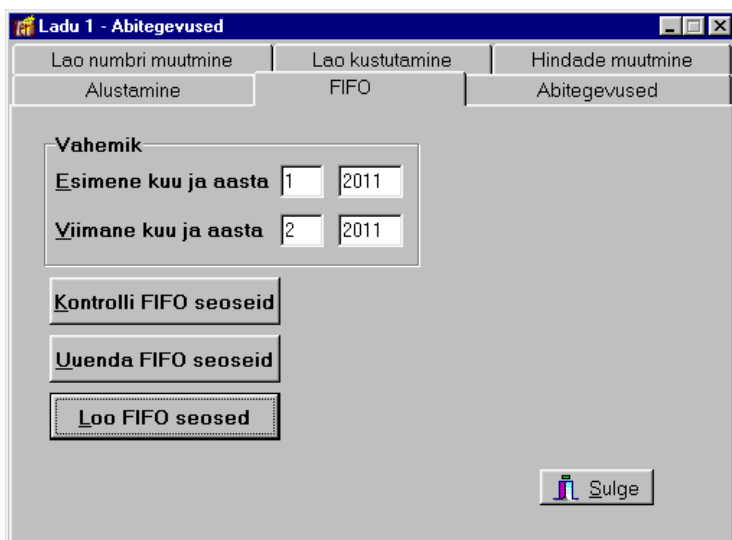 Ladu 1 - Abitegevused
Lao numbri muutmine
Lao kustutamine
Hindade muutmine
Alustamine
FIFO
Abitegevused
Vahemik
Esimene kuu ja aasta 1 2011
Viimane kuu ja aasta 2 2011
Kontrolli FIFO seoseid
Uuenda FIFO seoseid
Loo FIFO seosed
Sulge